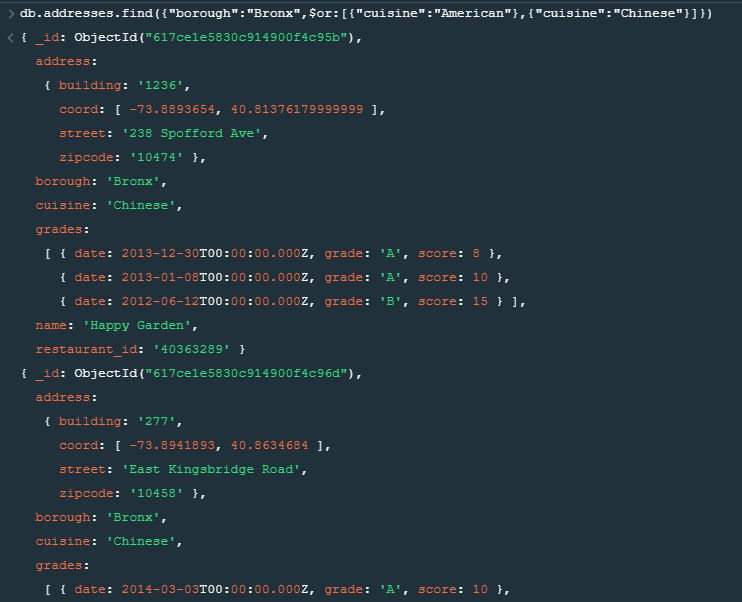 > db.addresses.find({"borough":"Bronx",$or:[{"cuisine":"American"},{"cuisine":"Chinese"}]})
< { _id: ObjectId("617ce1e5830c914900f4c95b"),
address:
{ building: '1236',
coord: [ -73.8893654, 40.81376179999999 ],
street: '238 Spofford Ave',
zipcode: '10474' },
borough: 'Bronx',
cuisine: 'Chinese',
grades:
[ { date: 2013-12-30T00:00:00.000Z, grade: 'A', score: 8 },
{ date: 2013-01-08T00:00:00.000Z, grade: 'A', score: 10 },
{ date: 2012-06-12T00:00:00.000Z, grade: 'B', score: 15 } ],
name: 'Happy Garden',
restaurant_id: '40363289' }
{ _id: ObjectId("617ce1e5830c914900f4c96d"),
address:
{ building: '277',
coord: [ -73.8941893, 40.8634684 ],
street: 'East Kingsbridge Road',
zipcode: '10458' },
borough: 'Bronx',
cuisine: 'Chinese',
grades:
[ { date: 2014-03-03T00:00:00.000Z, grade: 'A', score: 10 },